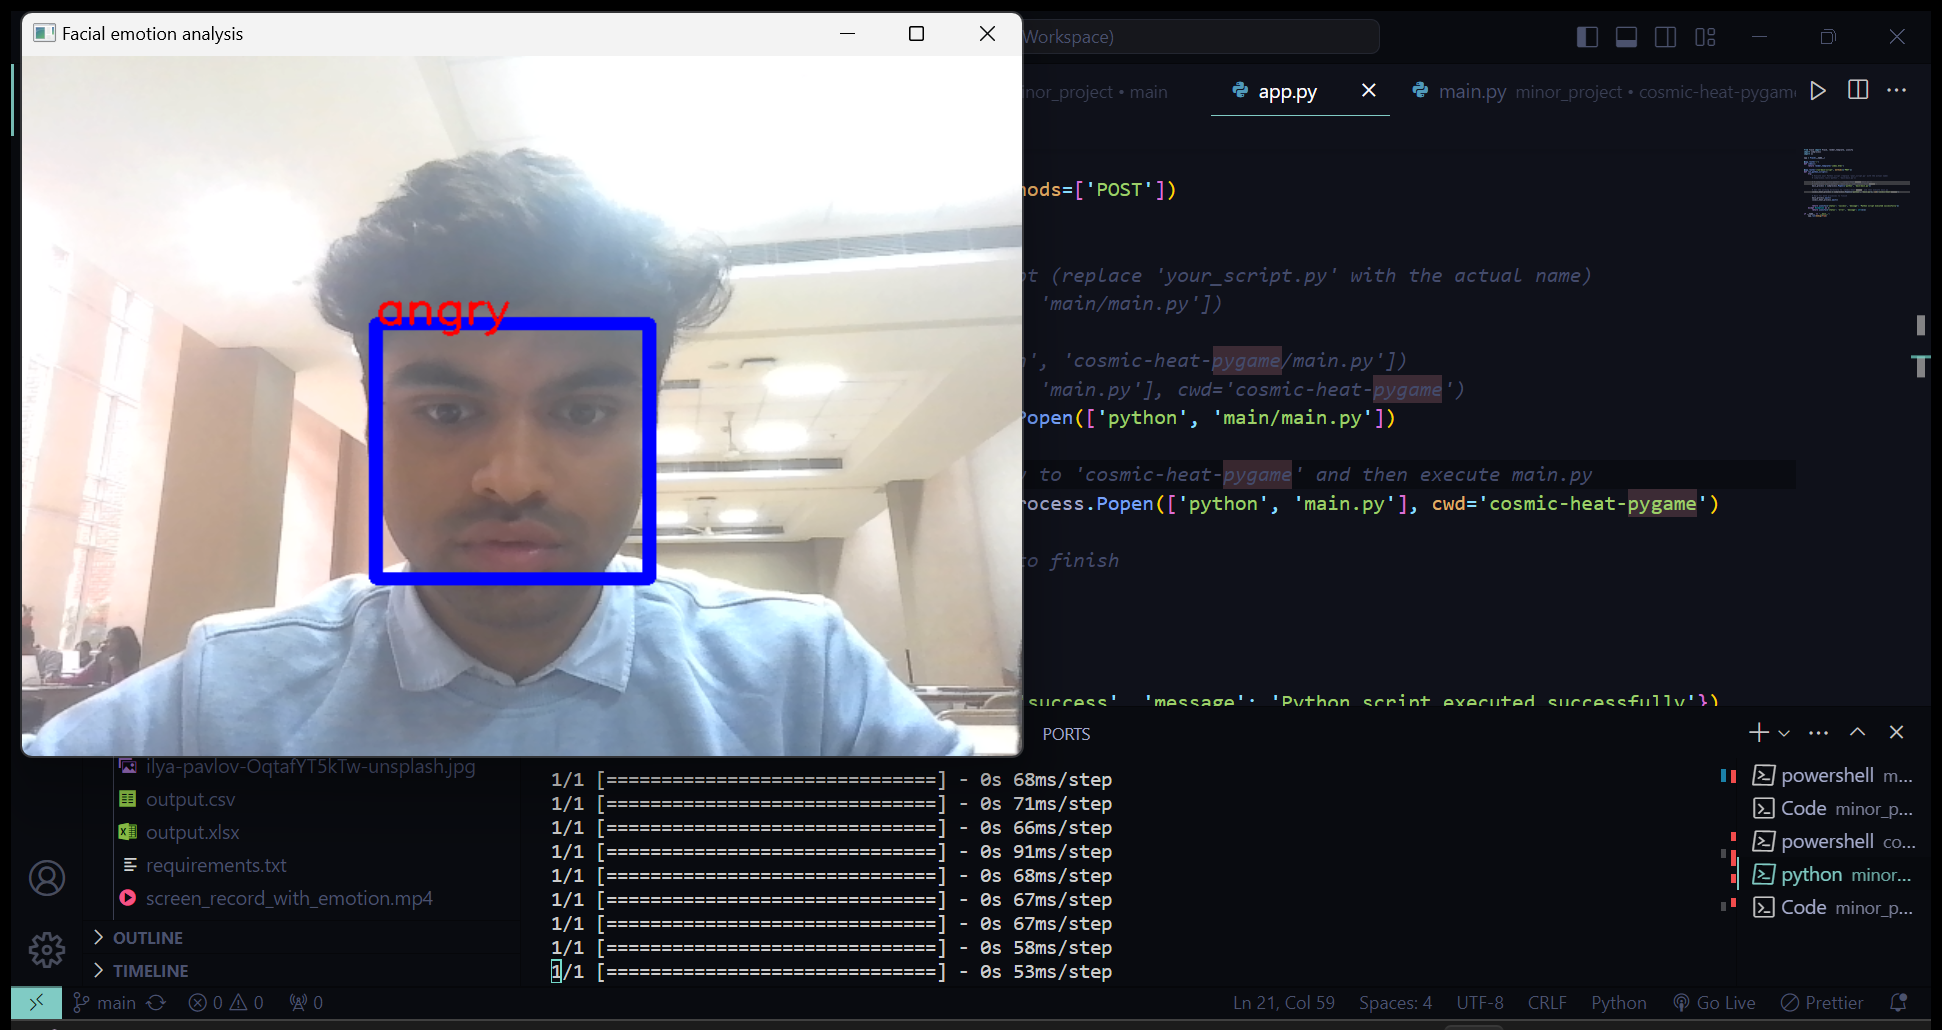 Facial emotion analysis
Workspace)
nor_project • main
app.py
main.py minor_project • cosmic-heat-pygam
angry
ods=['POST'])
t (replace 'your_script.py' with the actual name)
'main/main.py'])
', 'cosmic-heat-pygame/main.py'])
'main.py'], cwd='cosmic-heat-pygame')
Popen(['python', 'main/main.py'])
to 'cosmic-heat-pygame' and then execute main.py
rocess.Popen(['python', 'main.py'], cwd='cosmic-heat-pygame')
to finish
success', 'message': 'Python script executed successfully'})
PORTS
ilya-pavlov-OqtafYT5kTw-unsplash.jpg
output.csv
output.xlsx
requirements.txt
screen_record_with_emotion.mp4
OUTLINE
TIMELINE
1/1 [==============================] - 0s 68ms/step
1/1 [==============================] - 0s 71ms/step
1/1 [==============================] - 0s 66ms/step
1/1 [==============================] - 0s 91ms/step
1/1 [==============================] - 0s 68ms/step
1/1 [==============================] - 0s 67ms/step
1/1 [==============================] - 0s 67ms/step
1/1 [==============================] - 0s 58ms/step
1/1 [==============================] - 0s 53ms/step
powershell m...
Code minor_p...
powershell co...
python minor...
Code minor_p...
main 0 0 0
Ln 21, Col 59 Spaces: 4 UTF-8 CRLF Python Go Live Prettier